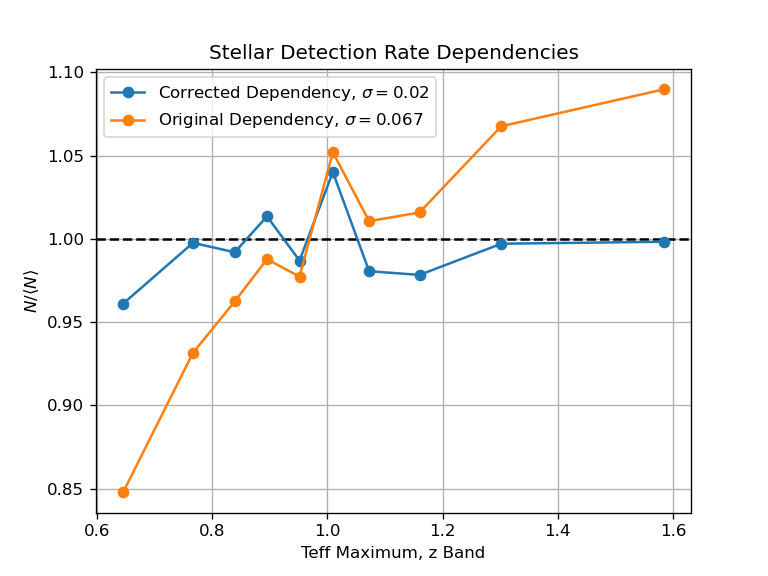 Stellar Detection Rate Dependencies
1.10
Corrected Dependency, σ = 0.02
Original Dependency, σ = 0.067
1.05
1.00
N/⟨N⟩
0.95
0.90
0.85
0.6 0.8 1.0 1.2 1.4 1.6
Teff Maximum, z Band